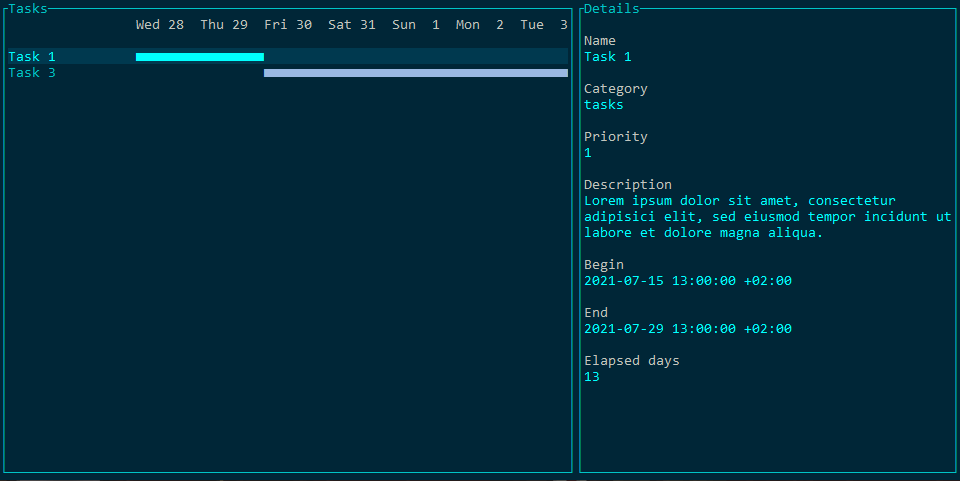 Tasks
Wed 28 Thu 29 Fri 30 Sat 31 Sun 1 Mon 2 Tue 3
Task 1
Task 3
Details
Name
Task 1
Category
tasks
Priority
1
Description
Lorem ipsum dolor sit amet, consectetur
adipisici elit, sed eiusmod tempor incidunt ut
labore et dolore magna aliqua.
Begin
2021-07-15 13:00:00 +02:00
End
2021-07-29 13:00:00 +02:00
Elapsed days
13